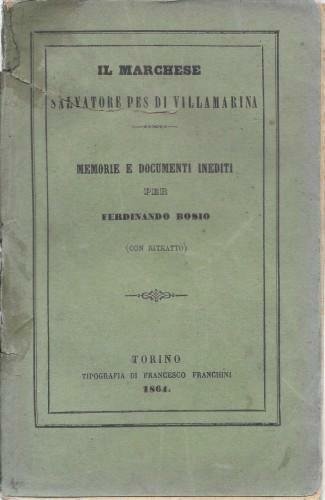 IL MARCHESE
SALVATORE PES DI VILLAMARINA
MEMORIE E DOCUMENTI INEDITI
PER
FERDINANDO BOSIO
(CON RITRATTO)
TORINO
TIPOGRAFIA DI FRANCESCO FRANCHINI
1864.